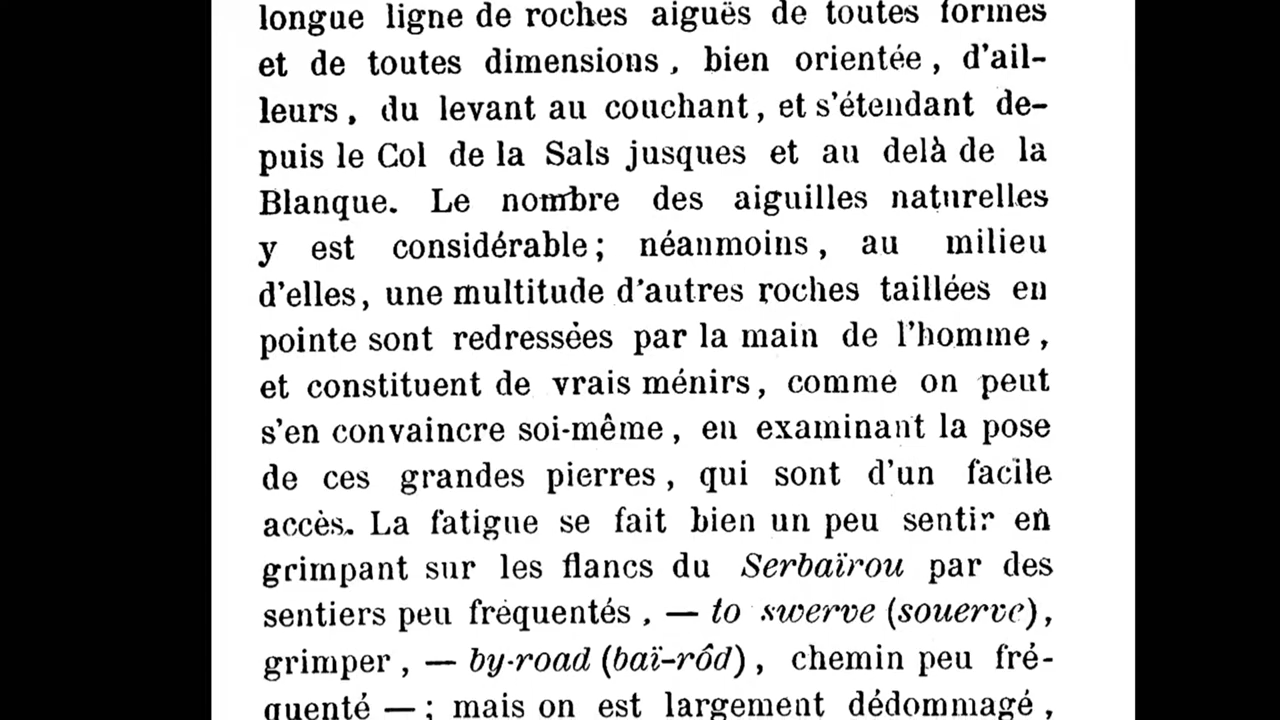 longue ligne de roches aiguës de toutes formes
et de toutes dimensions, bien orientée, d'ail-
leurs, du levant au couchant, et s'étendant de-
puis le Col de la Sals jusques et au delà de la
Blanque. Le nombre des aiguilles naturelles
y est considérable; néanmoins, au milieu
d'elles, une multitude d'autres roches taillées en
pointe sont redressées par la main de l'homme,
et constituent de vrais ménirs, comme on peut
s'en convaincre soi-même, en examinant la pose
de ces grandes pierres, qui sont d'un facile
accès. La fatigue se fait bien un peu sentir en
grimpant sur les flancs du Serbaïrou par des
sentiers peu fréquentés, — to swerve (souerve),
grimper, — by-road (baï-rôd), chemin peu fré-
quenté —; mais on est largement dédommagé,